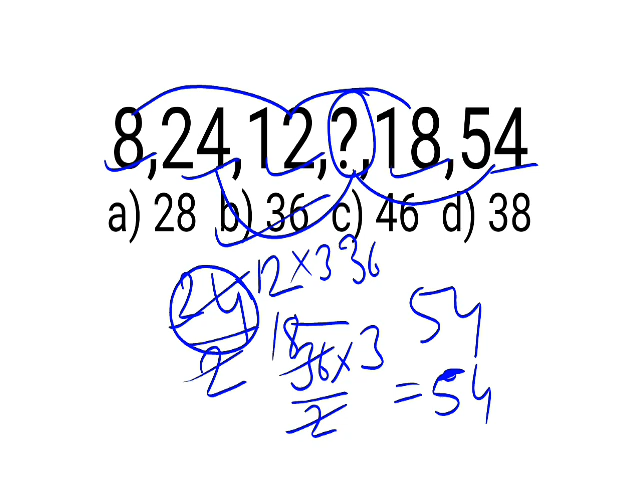 8,24,12,?,18,54
a) 28 b) 36 c) 46 d) 38
24/2 12×3 36
18 36/2 ×3 54
=54